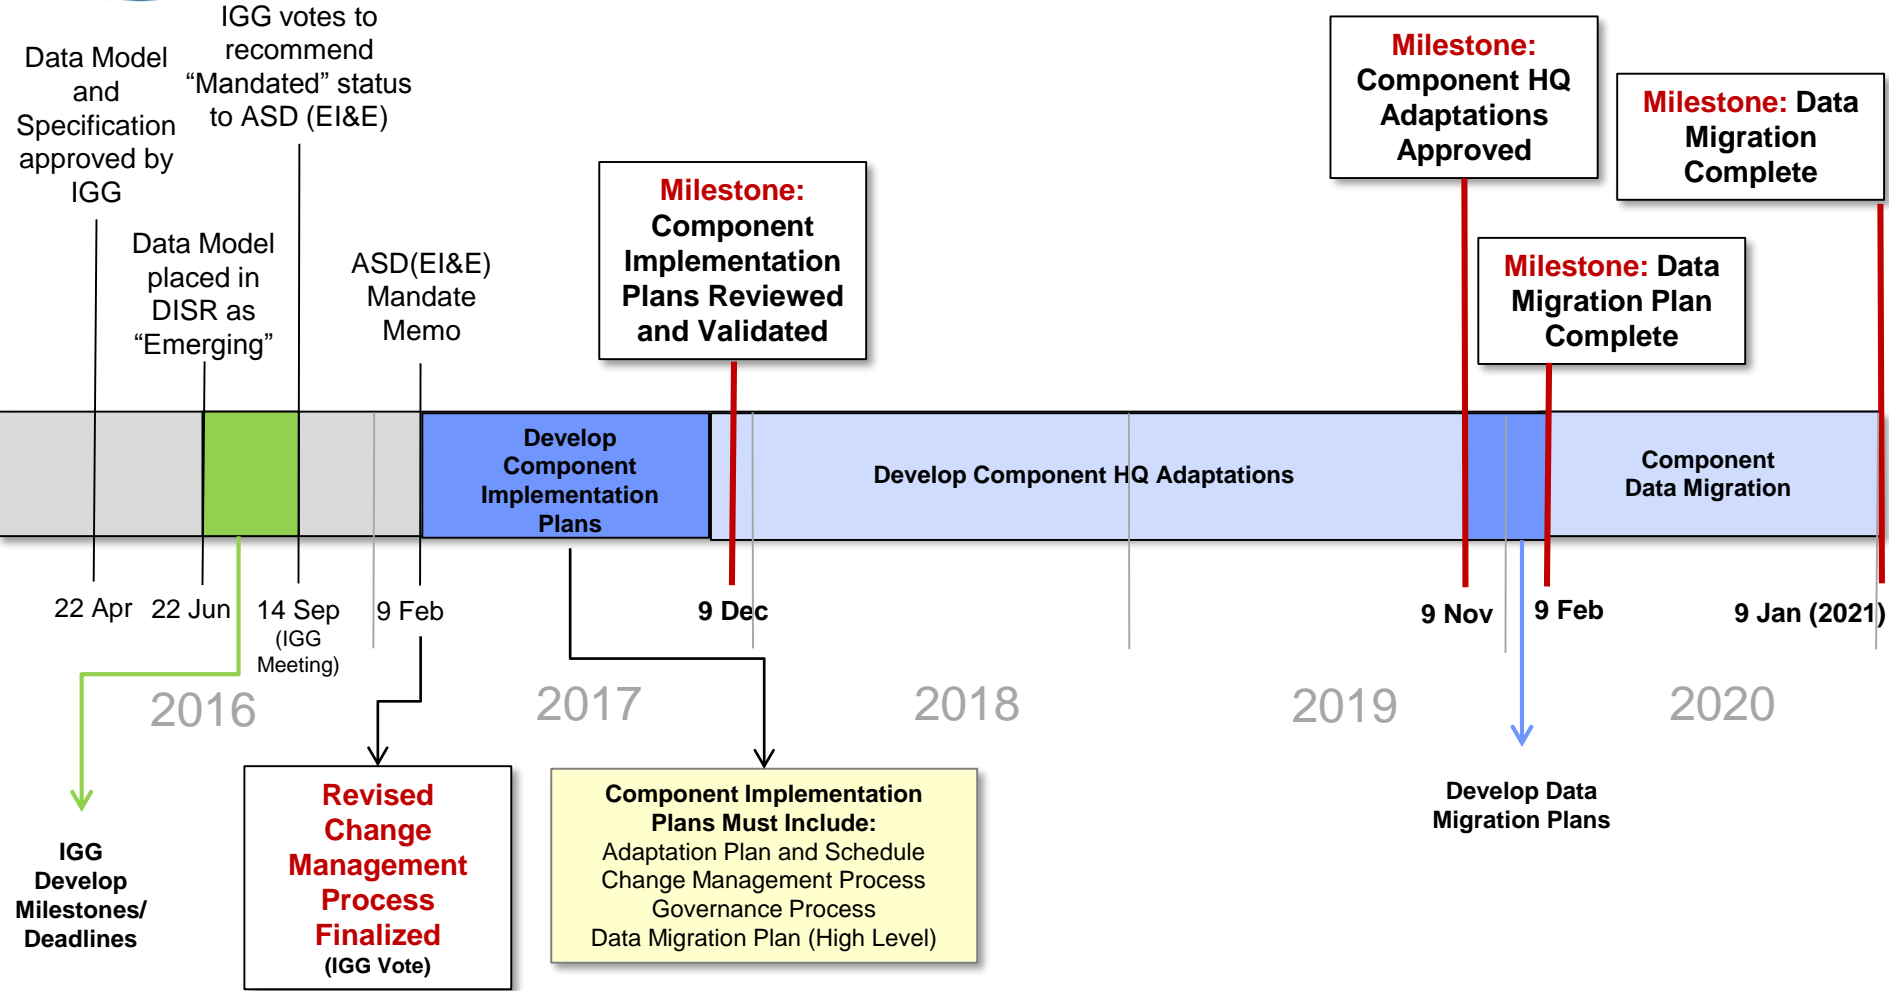 IGG votes to
recommend
“Mandated” status
to ASD (EI&E)
Data Model
and
Specification
approved by
IGG
Data Model
placed in
DISR as
“Emerging”
ASD(EI&E)
Mandate
Memo
Milestone:
Component
Implementation
Plans Reviewed
and Validated
Milestone:
Component HQ
Adaptations
Approved
Milestone: Data
Migration Plan
Complete
Milestone: Data
Migration
Complete
Develop
Component
Implementation
Plans
Develop Component HQ Adaptations
Component
Data Migration
22 Apr
22 Jun
14 Sep
(IGG
Meeting)
9 Feb
9 Dec
9 Nov
9 Feb
9 Jan (2021)
2016
2017
2018
2019
2020
IGG
Develop
Milestones/
Deadlines
Revised
Change
Management
Process
Finalized
(IGG Vote)
Component Implementation
Plans Must Include:
Adaptation Plan and Schedule
Change Management Process
Governance Process
Data Migration Plan (High Level)
Develop Data
Migration Plans